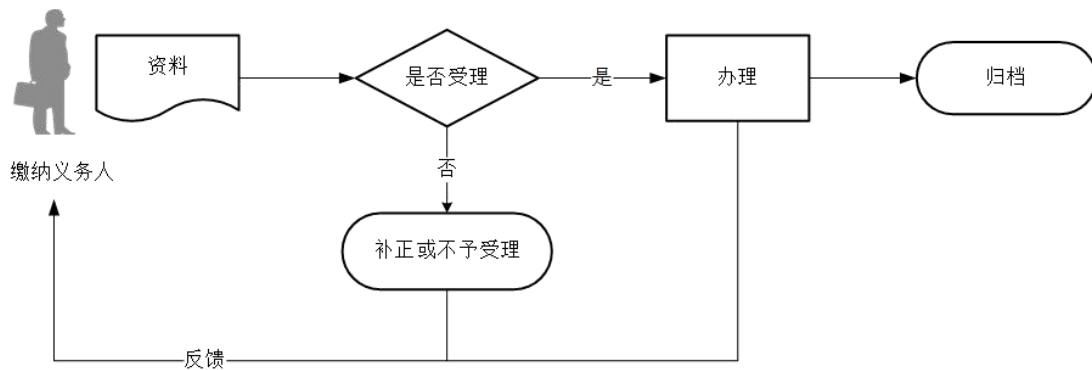 资料
是否受理
是
办理
归档
缴纳义务人
否
补正或不予受理
反馈